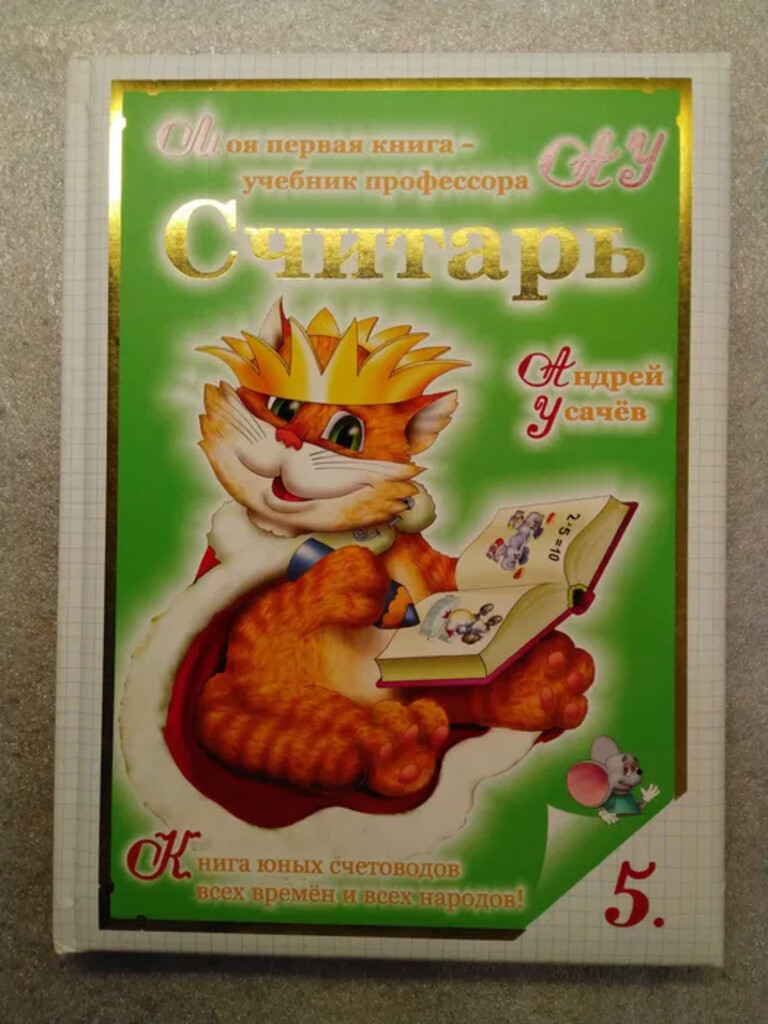 Моя первая книга –
учебник профессора АУ
Считарь
Андрей
Усачёв
2·5=10
Книга юных счетоводов
всех времён и всех народов!
5.